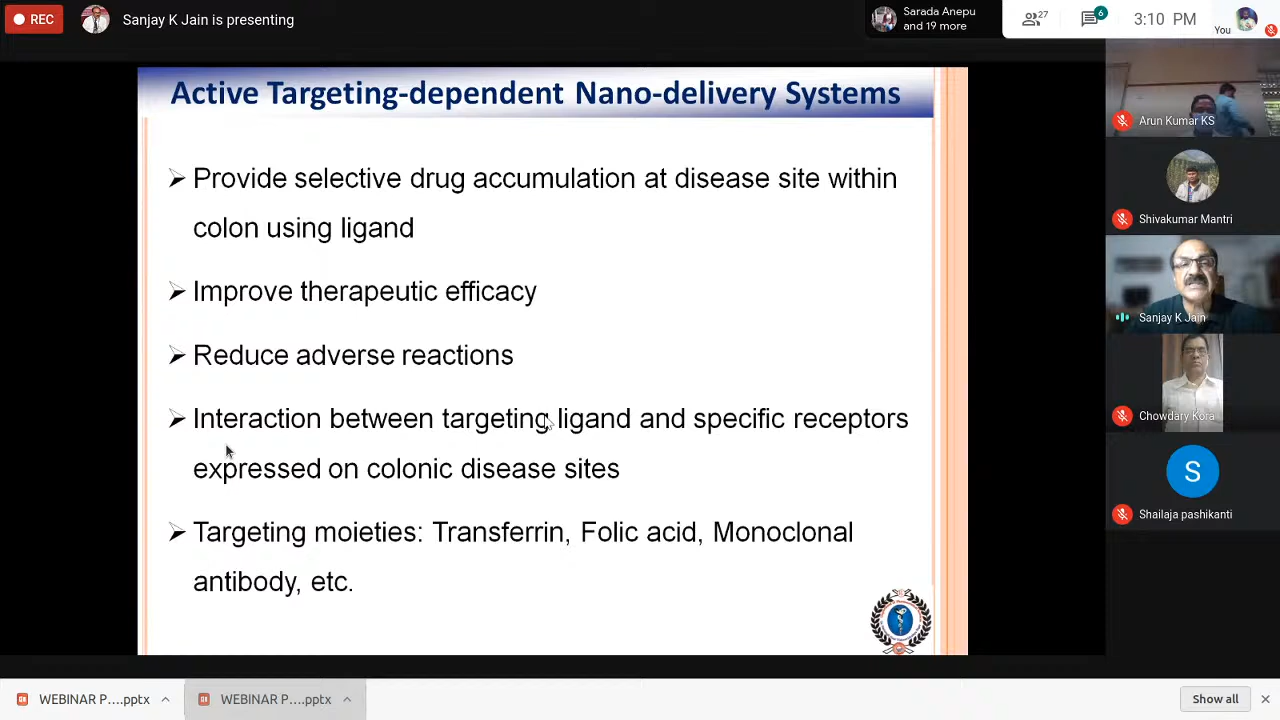 REC
Sanjay K Jain is presenting
Sarada Anepu
and 19 more
27
6
3:10 PM
You
Active Targeting-dependent Nano-delivery Systems
Provide selective drug accumulation at disease site within
colon using ligand
Improve therapeutic efficacy
Reduce adverse reactions
Interaction between targeting ligand and specific receptors
expressed on colonic disease sites
Targeting moieties: Transferrin, Folic acid, Monoclonal
antibody, etc.
Arun Kumar KS
Shivakumar Mantri
Sanjay K Jain
Chowdary Kora
S
Shailaja pashikanti
WEBINAR P....pptx
WEBINAR P....pptx
Show all